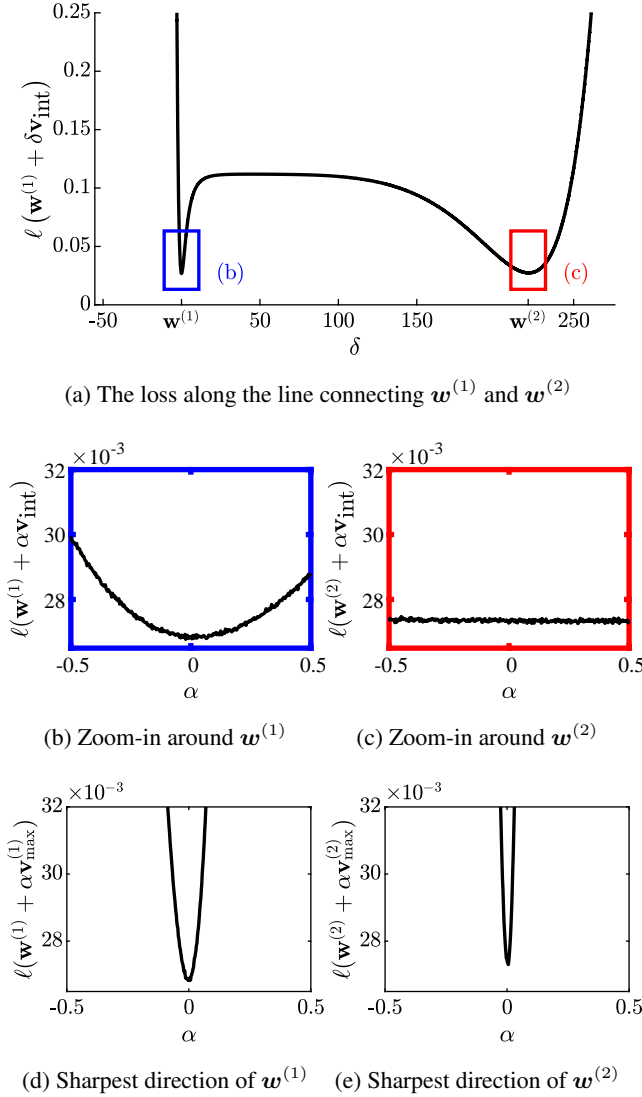 0.25
0.2
0.15
0.1
0.05
0
ℓ (w⁽¹⁾ + δv_int)
(b)
(c)
-50 w⁽¹⁾ 50 100 150 w⁽²⁾ 250
δ
(a) The loss along the line connecting w⁽¹⁾ and w⁽²⁾
×10⁻³
32
30
28
ℓ(w⁽¹⁾ + αv_int)
-0.5 0 0.5
α
×10⁻³
32
30
28
ℓ(w⁽²⁾ + αv_int)
-0.5 0 0.5
α
(b) Zoom-in around w⁽¹⁾
(c) Zoom-in around w⁽²⁾
×10⁻³
32
30
28
ℓ(w⁽¹⁾ + αv_max⁽¹⁾)
-0.5 0 0.5
α
×10⁻³
32
30
28
ℓ(w⁽²⁾ + αv_max⁽²⁾)
-0.5 0 0.5
α
(d) Sharpest direction of w⁽¹⁾
(e) Sharpest direction of w⁽²⁾